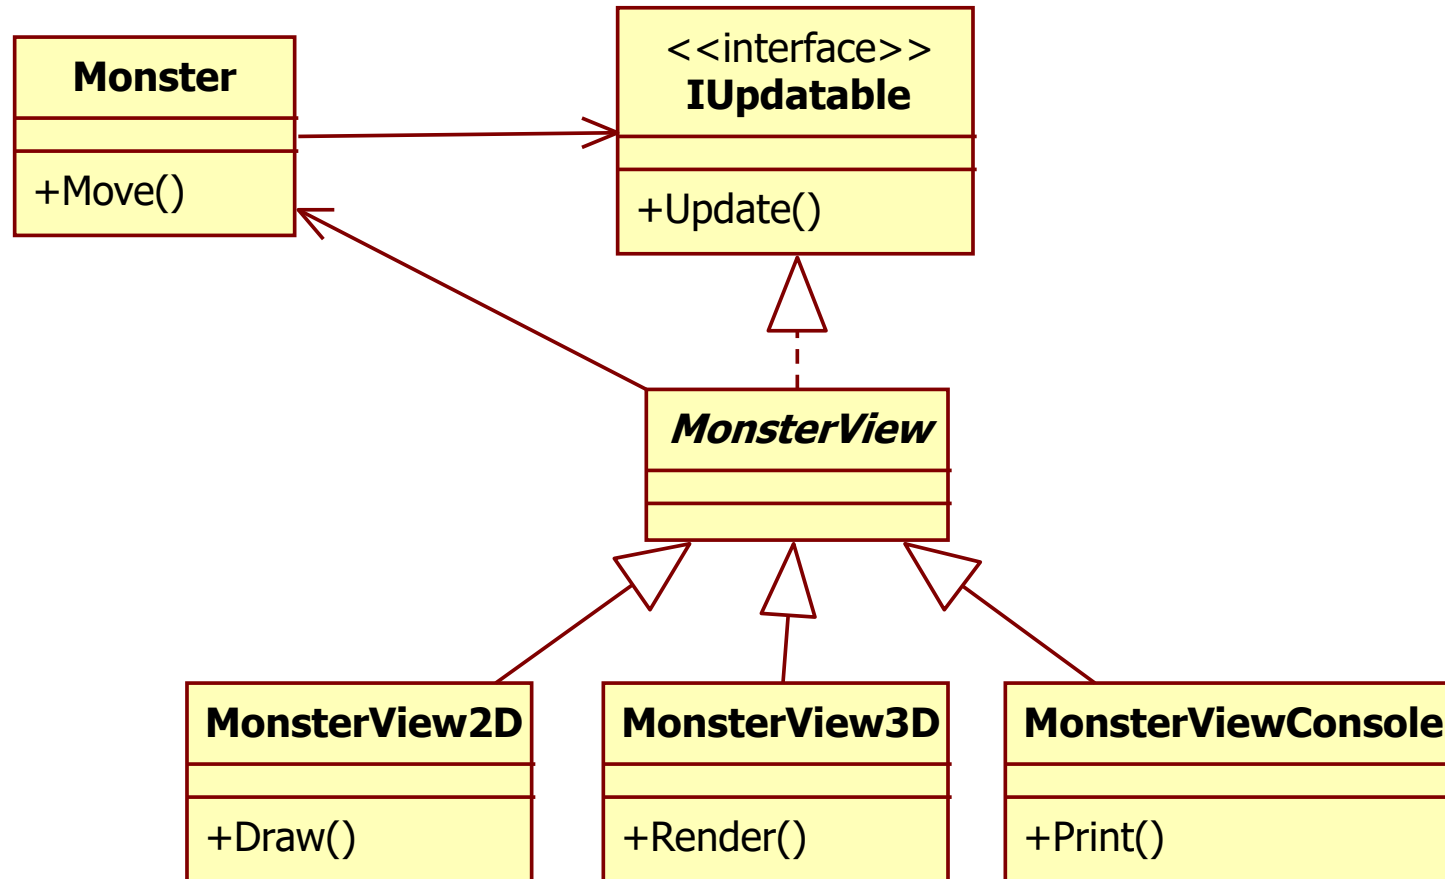 Monster
+Move()
<<interface>>
IUpdatable
+Update()
MonsterView
MonsterView2D
+Draw()
MonsterView3D
+Render()
MonsterViewConsole
+Print()